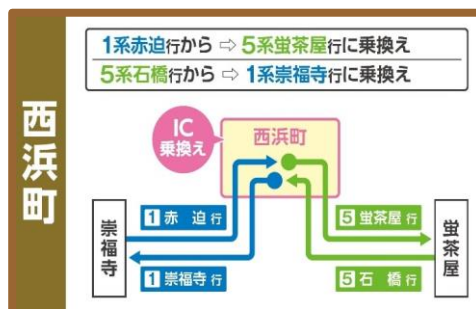 西浜町
1系赤迫行から ⇨ 5系蛍茶屋行に乗換え
5系石橋行から ⇨ 1系崇福寺行に乗換え
IC
乗換え
西浜町
崇福寺
1 赤迫行
5 蛍茶屋行
1 崇福寺行
5 石橋行
蛍茶屋